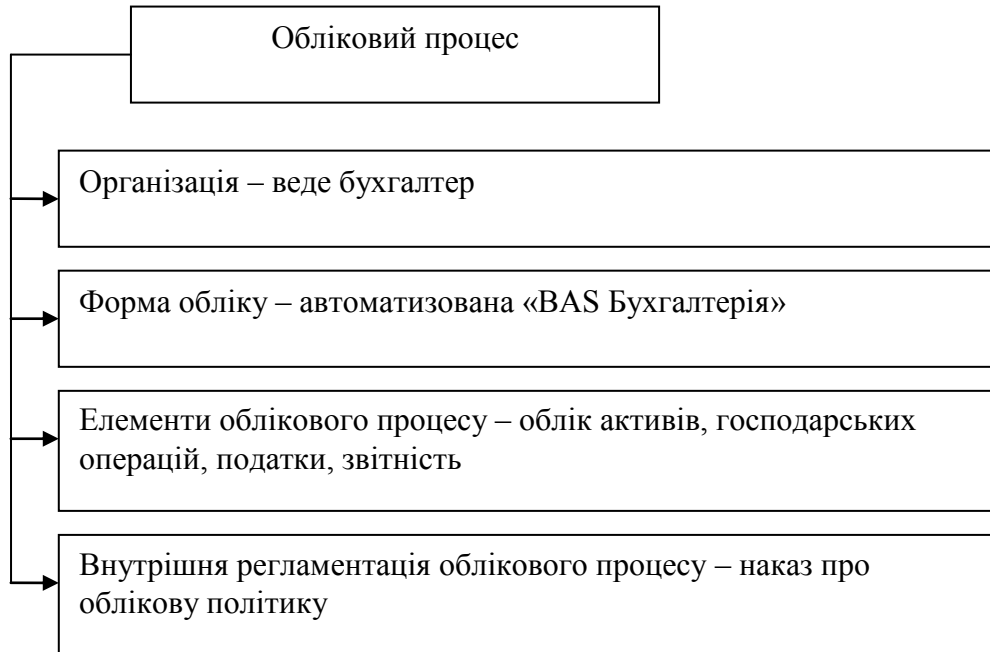 Обліковий процес
Організація – веде бухгалтер
Форма обліку – автоматизована «BAS Бухгалтерія»
Елементи облікового процесу – облік активів, господарських
операцій, податки, звітність
Внутрішня регламентація облікового процесу – наказ про
облікову політику